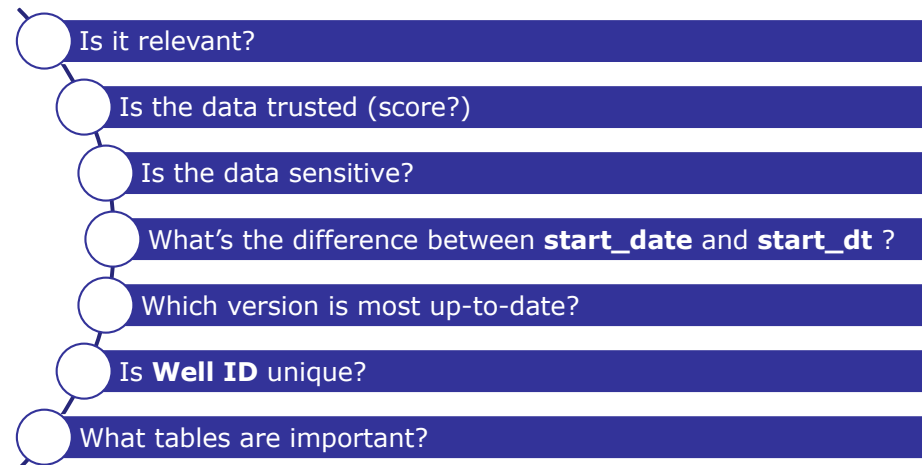 Is it relevant?
Is the data trusted (score?)
Is the data sensitive?
What’s the difference between start_date and start_dt ?
Which version is most up-to-date?
Is Well ID unique?
What tables are important?